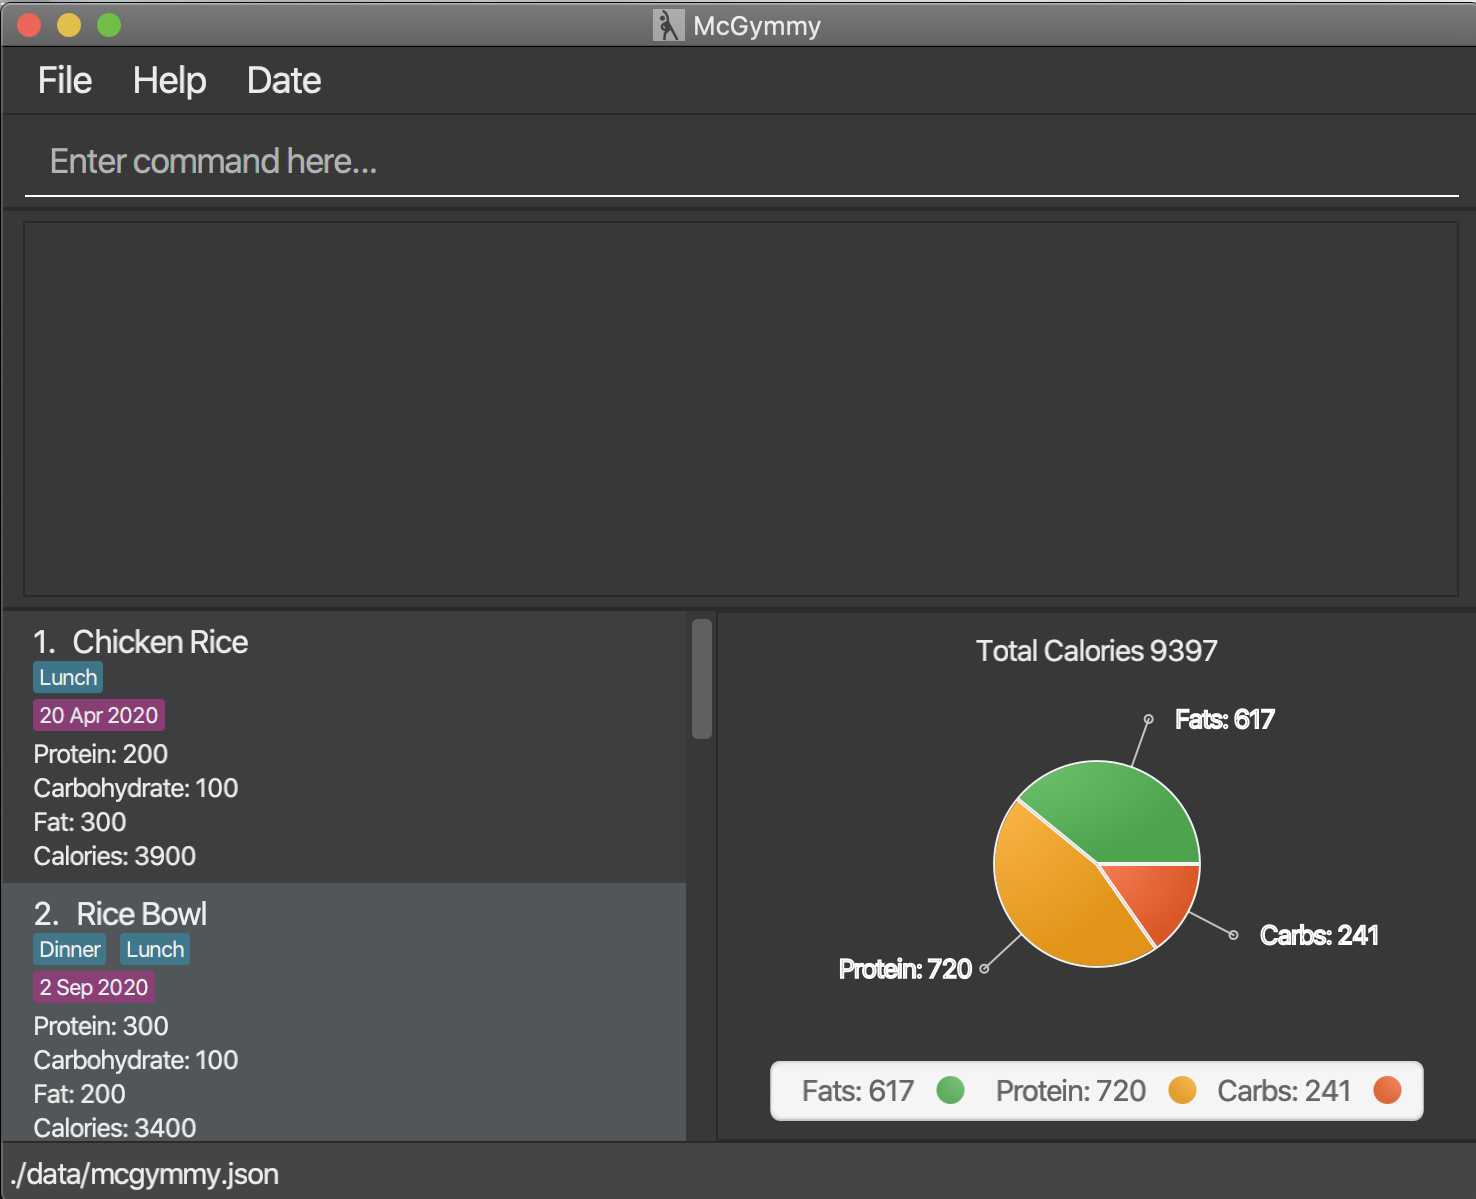 McGymmy
File Help Date
Enter command here...
1. Chicken Rice
Lunch
20 Apr 2020
Protein: 200
Carbohydrate: 100
Fat: 300
Calories: 3900
2. Rice Bowl
Dinner Lunch
2 Sep 2020
Protein: 300
Carbohydrate: 100
Fat: 200
Calories: 3400
Total Calories 9397
Fats: 617
Carbs: 241
Protein: 720
Fats: 617 Protein: 720 Carbs: 241
./data/mcgymmy.json